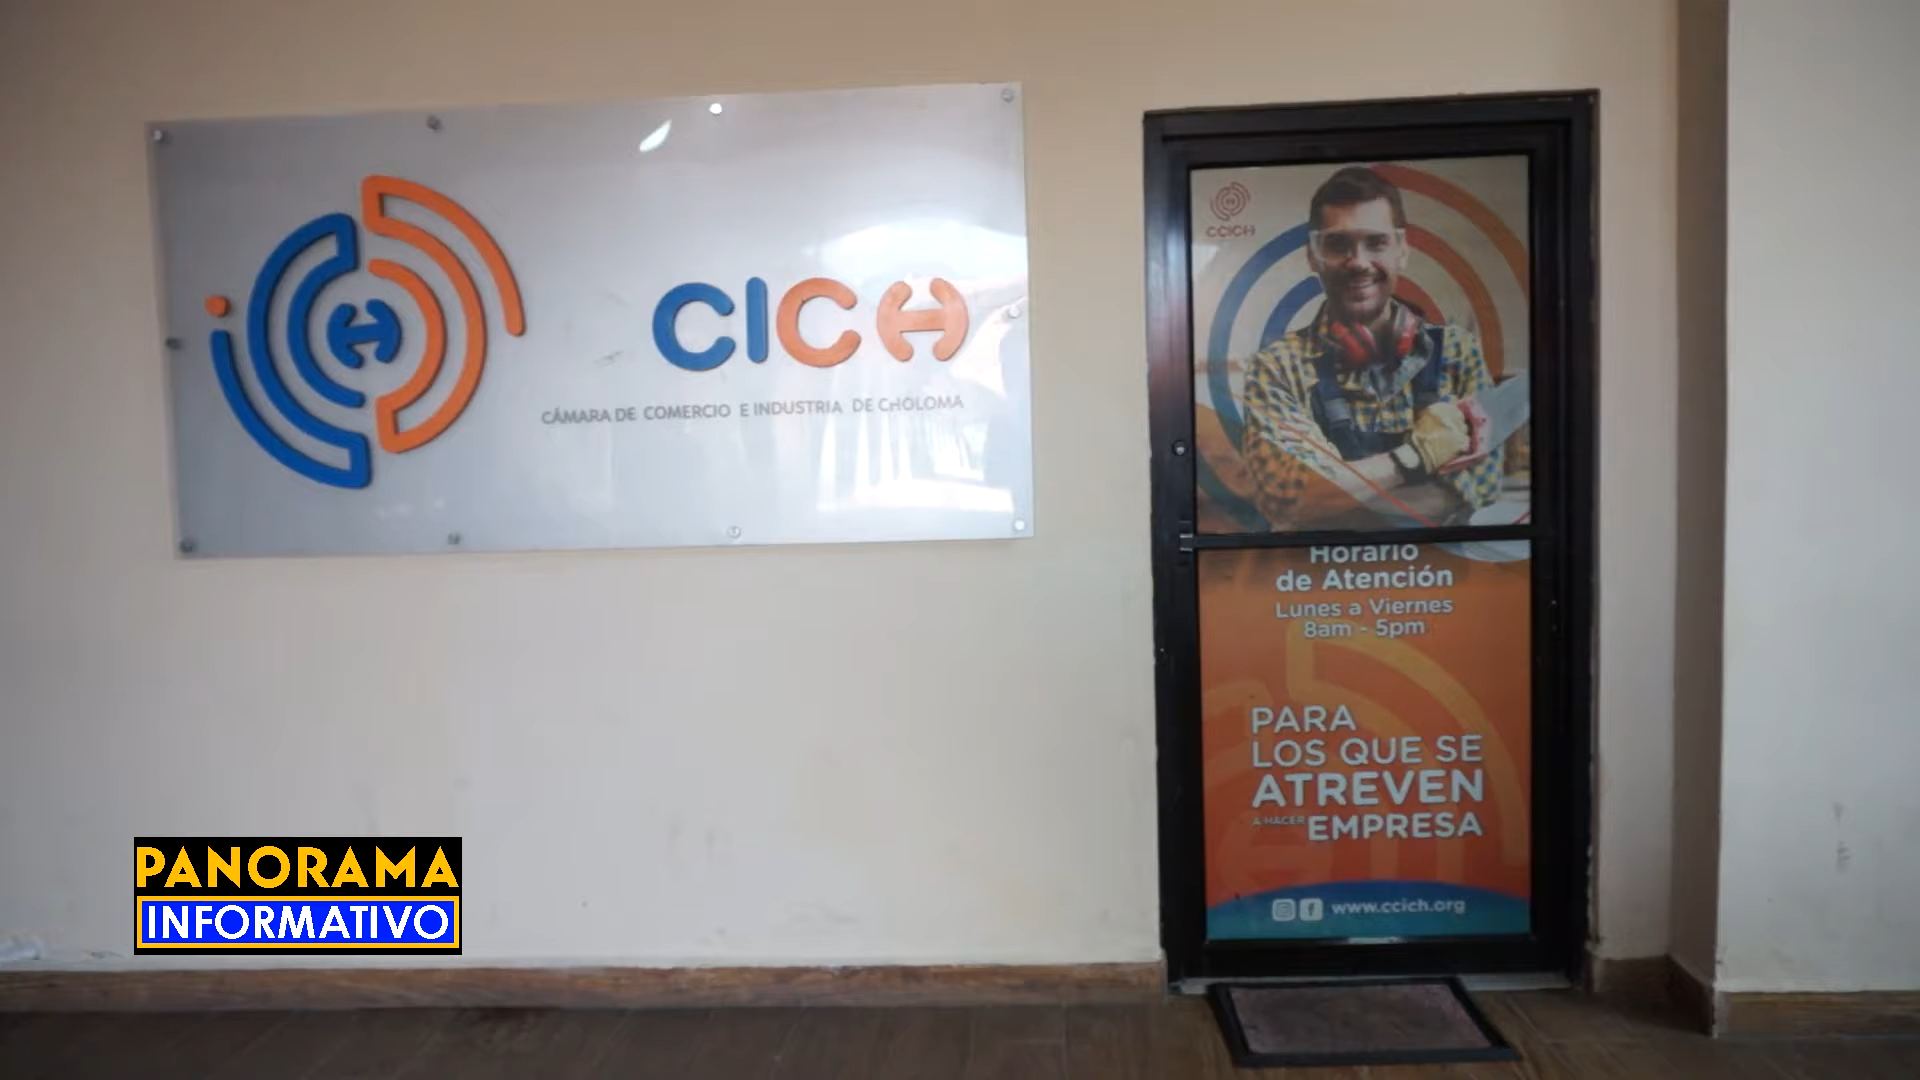 CICH
CÁMARA DE COMERCIO E INDUSTRIA DE CHOLOMA
CCICH
Horario
de Atención
Lunes a Viernes
8am - 5pm
PARA
LOS QUE SE
ATREVEN
A HACER EMPRESA
www.ccich.org
PANORAMA
INFORMATIVO